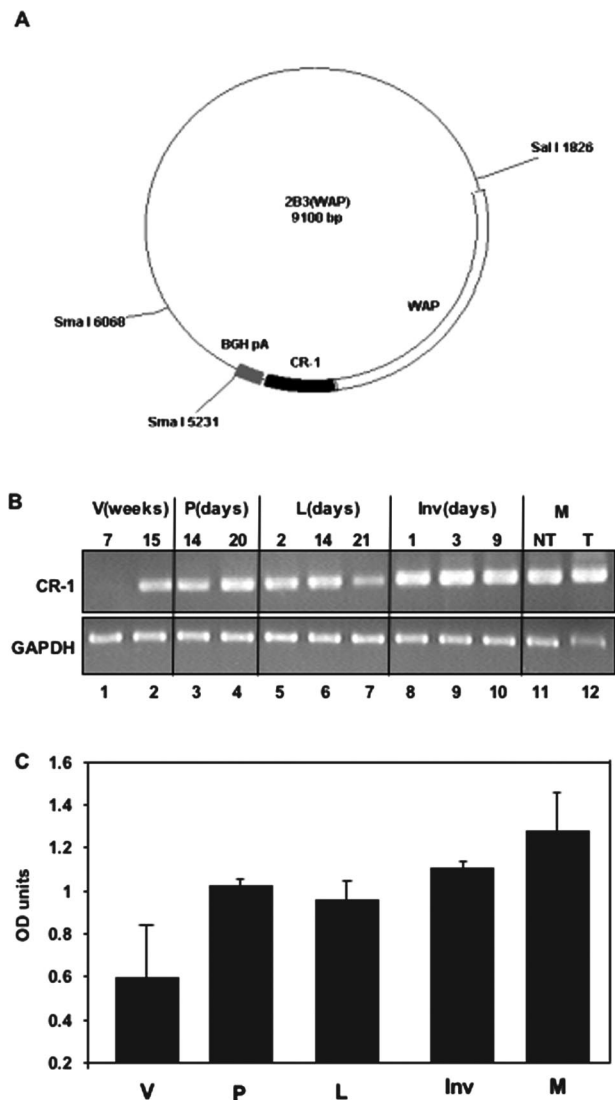 A
Sal I 1826
2B3(WAP)
9100 bp
WAP
Sma I 6068
BGH pA
CR-1
Sma I 5231
B
V(weeks) P(days) L(days) Inv(days) M
7 15 14 20 2 14 21 1 3 9 NT T
CR-1
GAPDH
1 2 3 4 5 6 7 8 9 10 11 12
C
1.6
1.4
1.2
1
0.8
0.6
0.4
0.2
OD units
V P L Inv M